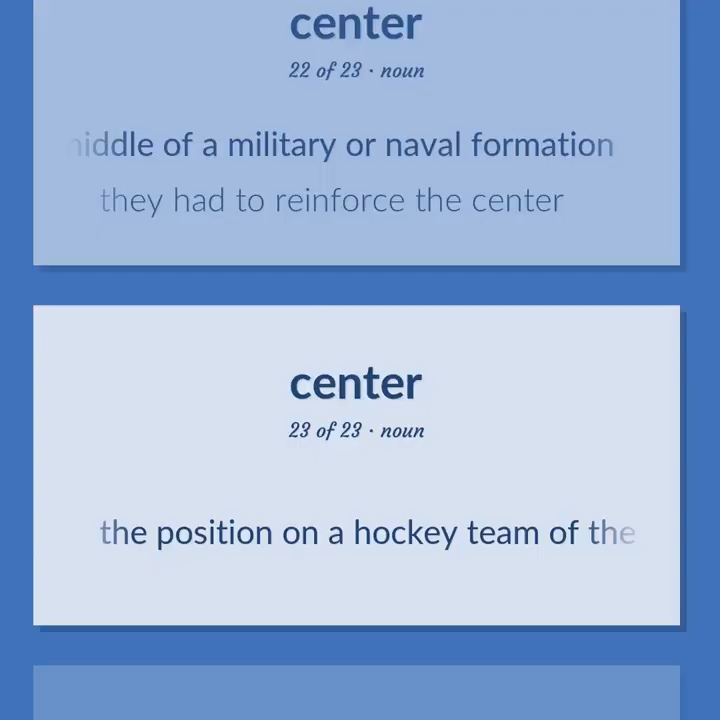 center
22 of 23 · noun
middle of a military or naval formation
they had to reinforce the center
center
23 of 23 · noun
the position on a hockey team of the